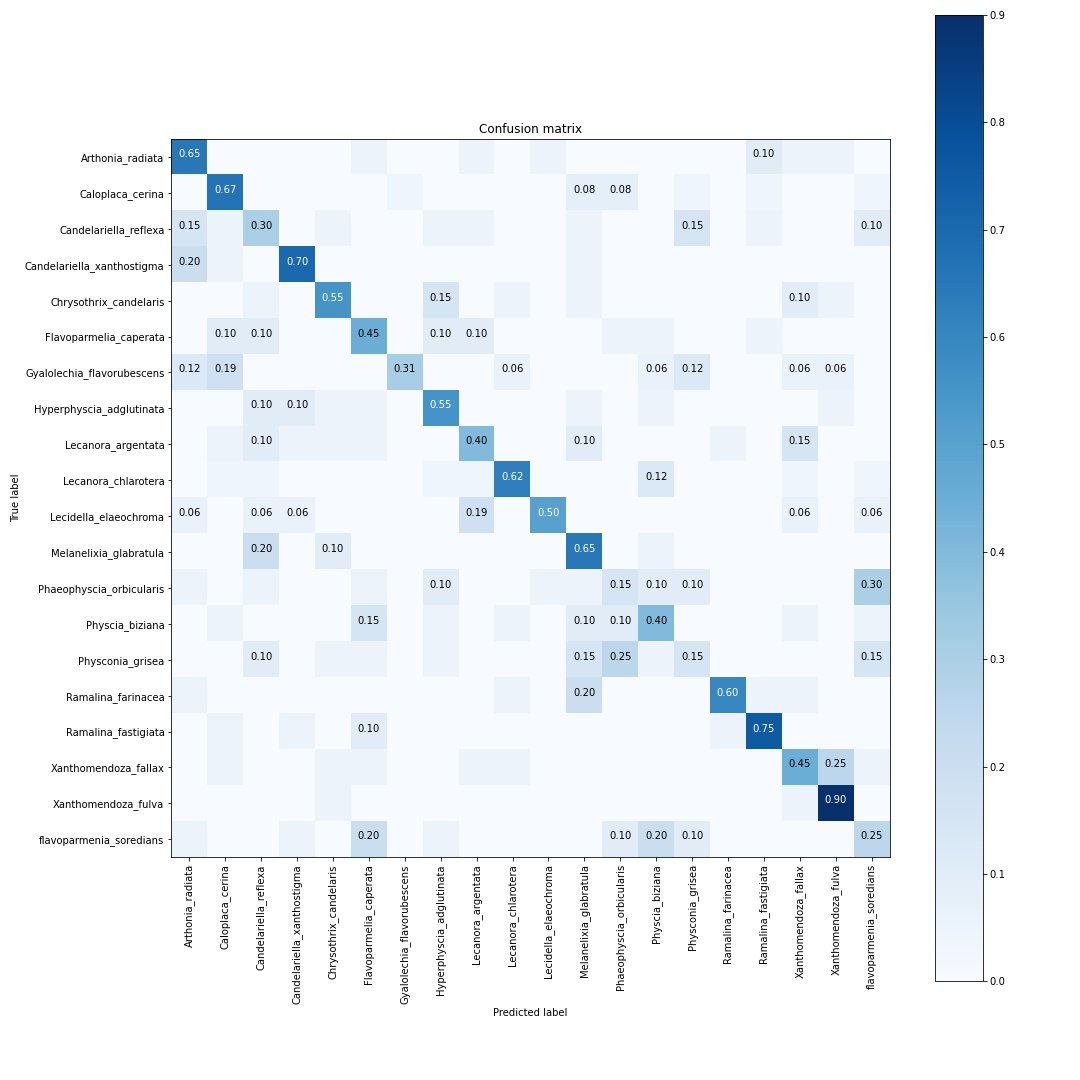 Confusion matrix
Arthonia_radiata 0.65 0.10
Caloplaca_cerina 0.67 0.08 0.08
Candelariella_reflexa 0.15 0.30 0.15 0.10
Candelariella_xanthostigma 0.20 0.70
Chrysothrix_candelaris 0.55 0.15 0.10
Flavoparmelia_caperata 0.10 0.10 0.45 0.10 0.10
Gyalolechia_flavorubescens 0.12 0.19 0.31 0.06 0.06 0.12 0.06 0.06
Hyperphyscia_adglutinata 0.10 0.10 0.55
Lecanora_argentata 0.10 0.40 0.10 0.15
Lecanora_chlarotera 0.62 0.12
Lecidella_elaeochroma 0.06 0.06 0.06 0.19 0.50 0.06 0.06
Melanelixia_glabratula 0.20 0.10 0.65
Phaeophyscia_orbicularis 0.10 0.15 0.10 0.10 0.30
Physcia_biziana 0.15 0.10 0.10 0.40
Physconia_grisea 0.10 0.15 0.25 0.15 0.15
Ramalina_farinacea 0.20 0.60
Ramalina_fastigiata 0.10 0.75
Xanthomendoza_fallax 0.45 0.25
Xanthomendoza_fulva 0.90
flavoparmenia_soredians 0.20 0.10 0.20 0.10 0.25
True label
Arthonia_radiata
Caloplaca_cerina
Candelariella_reflexa
Candelariella_xanthostigma
Chrysothrix_candelaris
Flavoparmelia_caperata
Gyalolechia_flavorubescens
Hyperphyscia_adglutinata
Lecanora_argentata
Lecanora_chlarotera
Lecidella_elaeochroma
Melanelixia_glabratula
Phaeophyscia_orbicularis
Physcia_biziana
Physconia_grisea
Ramalina_farinacea
Ramalina_fastigiata
Xanthomendoza_fallax
Xanthomendoza_fulva
flavoparmenia_soredians
Predicted label
0.9
0.8
0.7
0.6
0.5
0.4
0.3
0.2
0.1
0.0